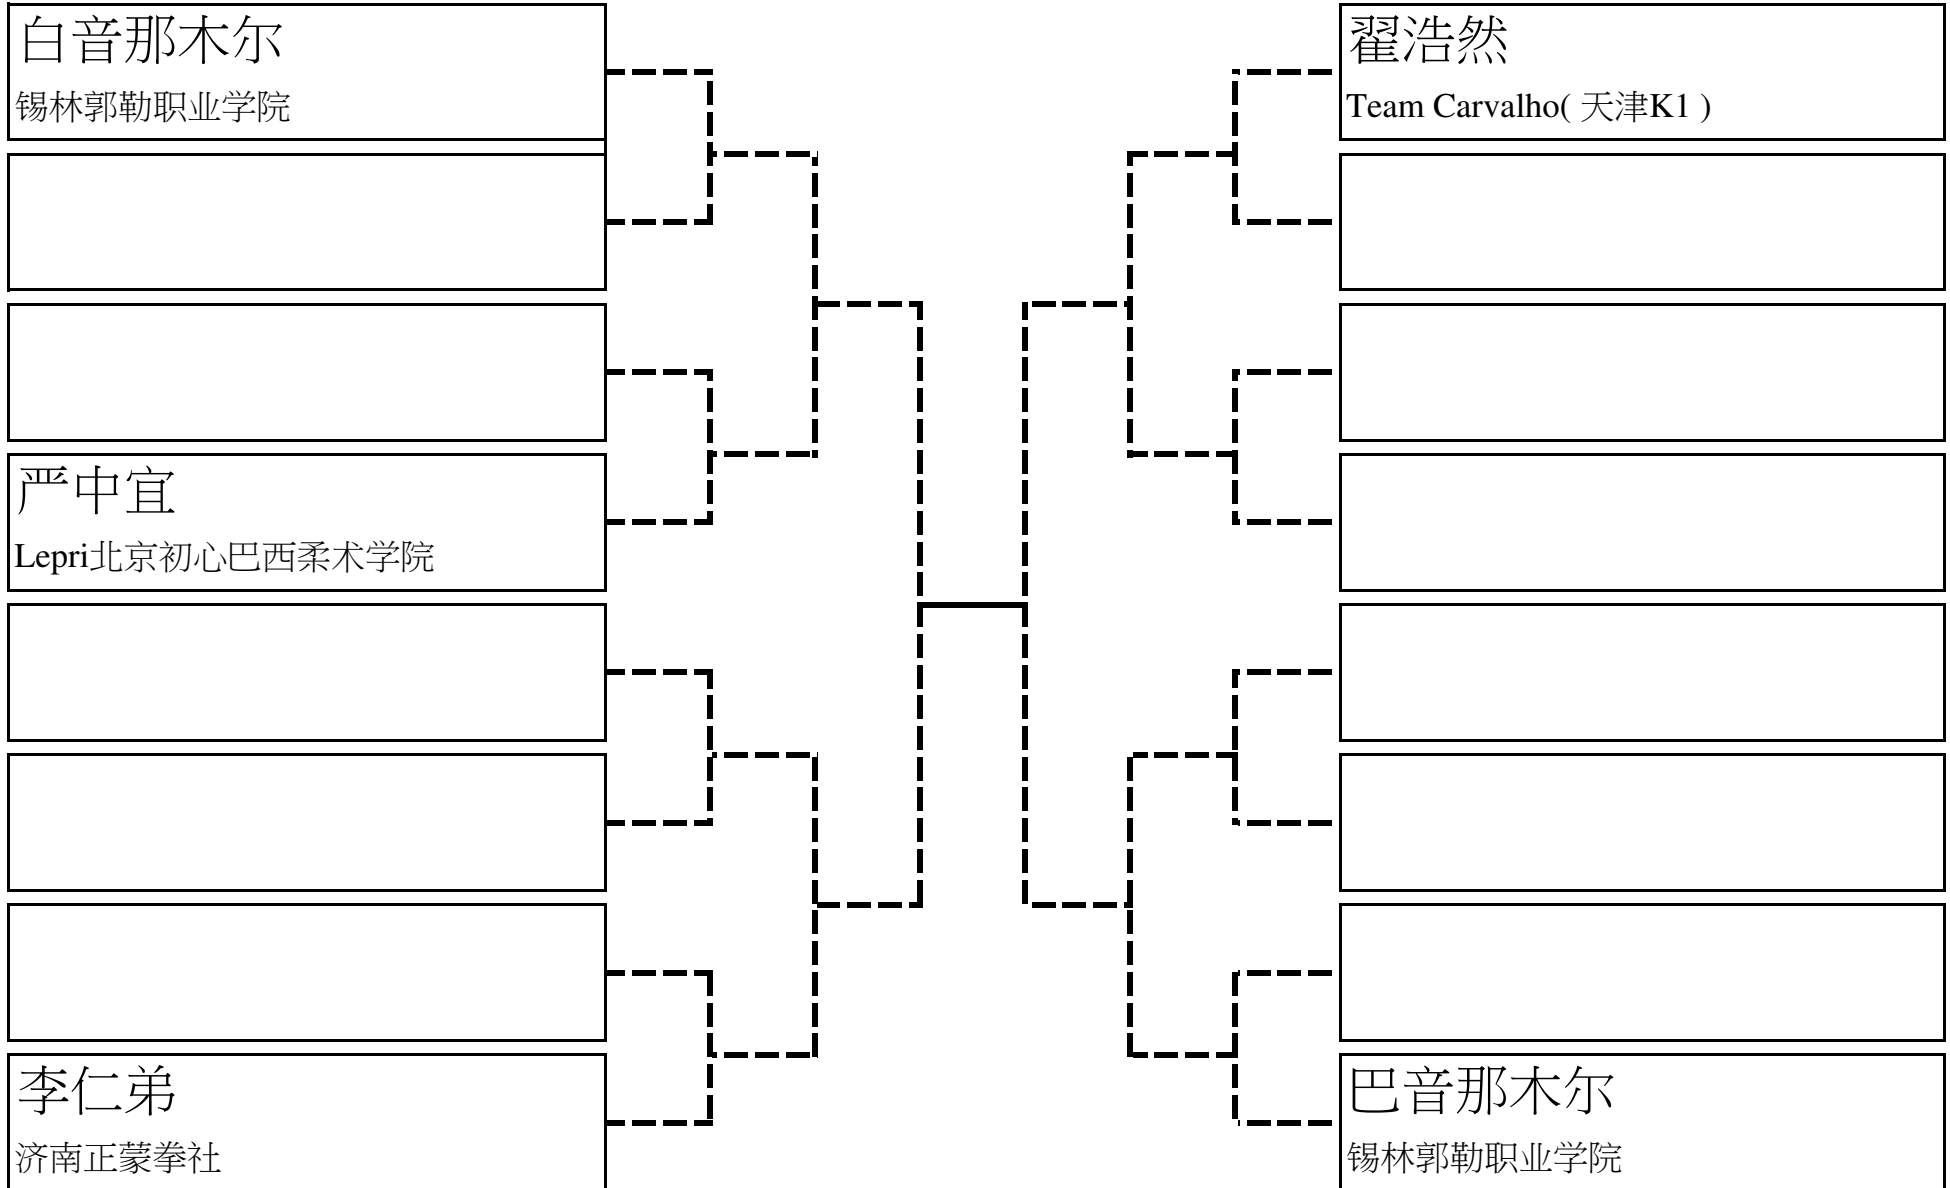 白音那木尔
锡林郭勒职业学院
严中宜
Lepri北京初心巴西柔术学院
李仁弟
济南正蒙拳社
翟浩然
Team Carvalho( 天津K1 )
巴音那木尔
锡林郭勒职业学院